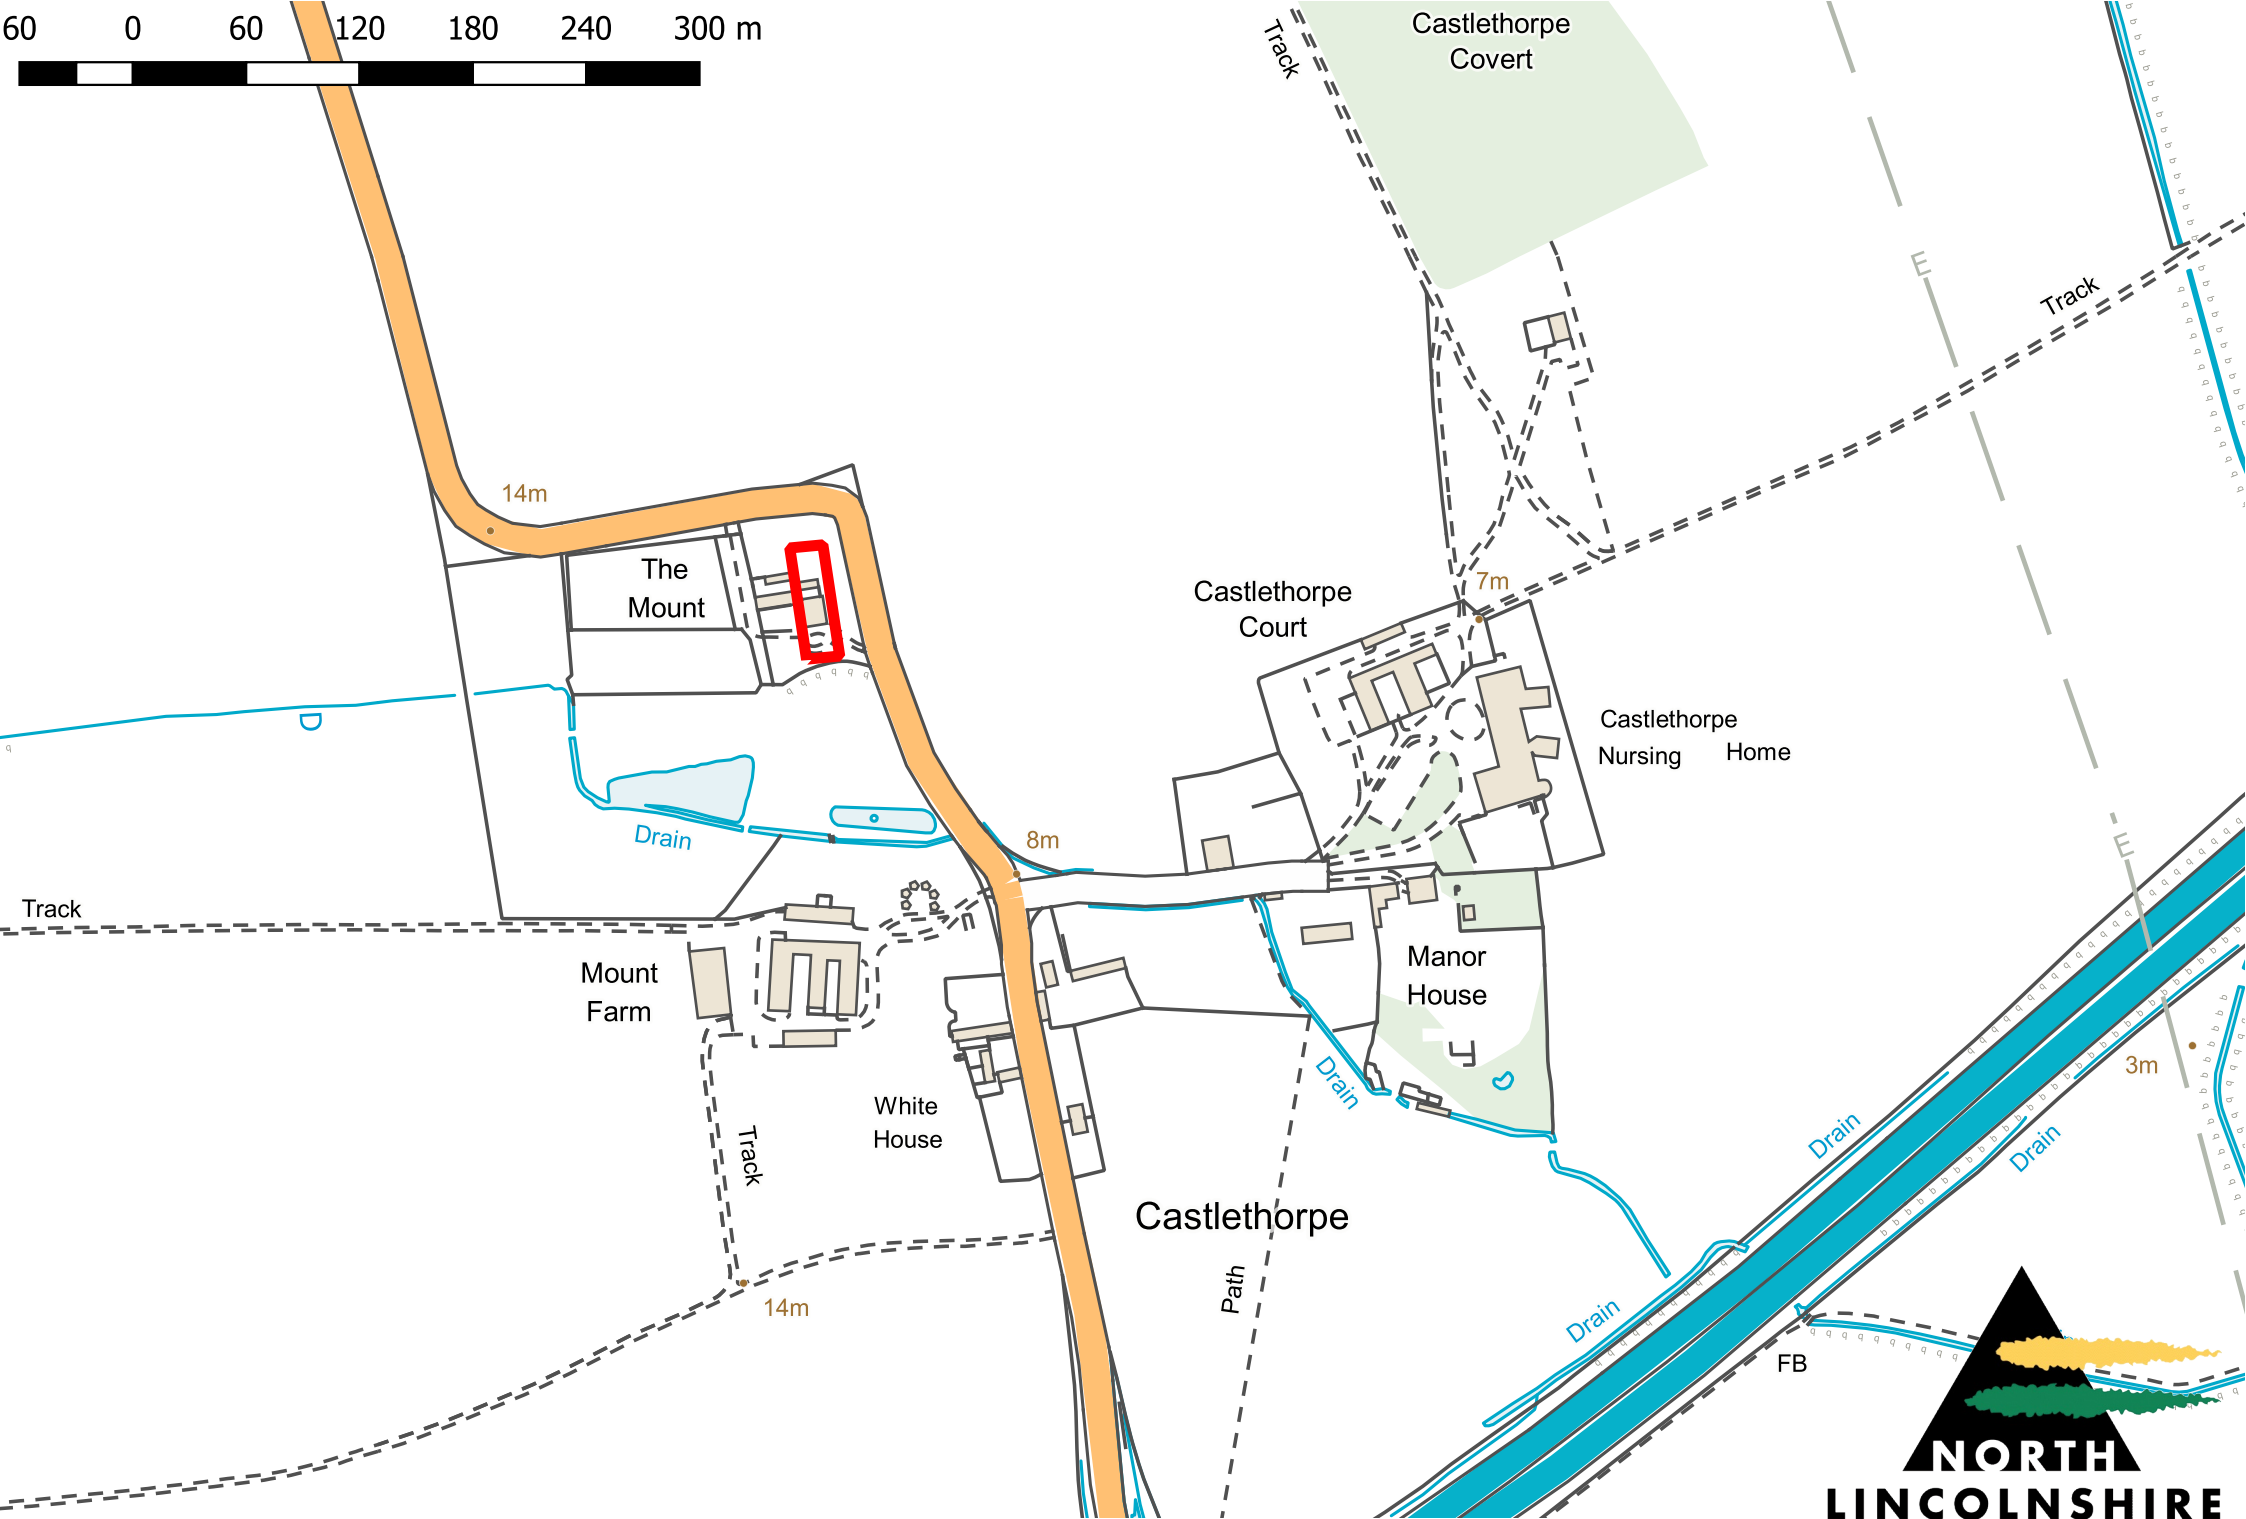 60 0 60 120 180 240 300 m
Castlethorpe
Covert
Track
E
Track
14m
The
Mount
7m
Castlethorpe
Court
Castlethorpe
Nursing Home
Drain
8m
E
Track
Manor
House
Mount
Farm
3m
Drain
White
House
Drain
Drain
Track
Castlethorpe
Path
14m
Drain
FB
NORTH
LINCOLNSHIRE